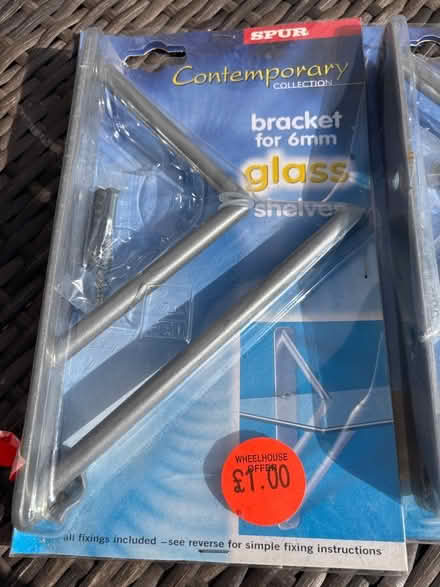 SPUR
Contemporary
COLLECTION
bracket
for 6mm
glass
shelves
WHEELHOUSE
OFFER
£1.00
all fixings included – see reverse for simple fixing instructions